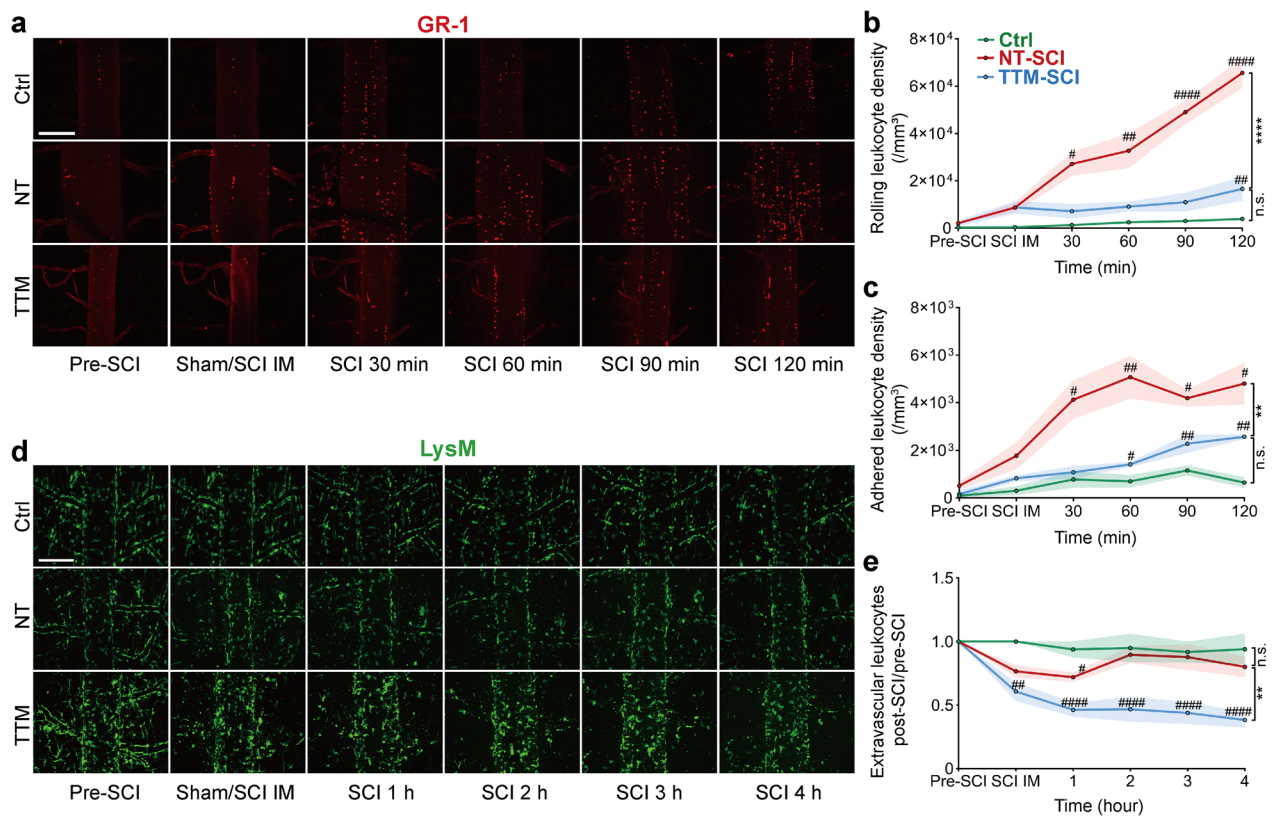 a
GR-1
Ctrl
NT
TTM
Pre-SCI
Sham/SCI IM
SCI 30 min
SCI 60 min
SCI 90 min
SCI 120 min
b
Rolling leukocyte density
(/mm³)
8×10⁴
6×10⁴
4×10⁴
2×10⁴
0
Ctrl
NT-SCI
TTM-SCI
#
##
####
####
##
****
n.s.
Pre-SCI SCI IM 30 60 90 120
Time (min)
c
Adhered leukocyte density
(/mm³)
8×10³
6×10³
4×10³
2×10³
0
#
##
#
#
#
##
##
**
n.s.
Pre-SCI SCI IM 30 60 90 120
Time (min)
d
LysM
Ctrl
NT
TTM
Pre-SCI
Sham/SCI IM
SCI 1 h
SCI 2 h
SCI 3 h
SCI 4 h
e
Extravascular leukocytes
post-SCI/pre-SCI
1.5
1.0
0.5
0
#
##
####
####
####
####
n.s.
**
Pre-SCI SCI IM 1 2 3 4
Time (hour)